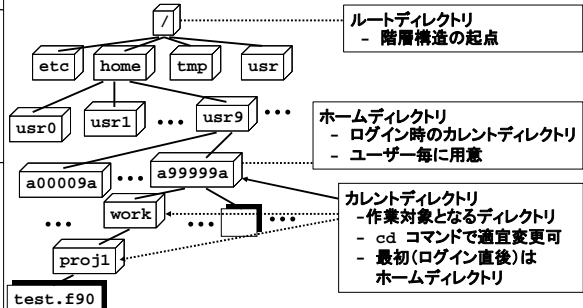 /
ルートディレクトリ
- 階層構造の起点
etc home tmp usr
usr0 usr1 ... usr9 ...
ホームディレクトリ
- ログイン時のカレントディレクトリ
- ユーザー毎に用意
a00009a ... a99999a
カレントディレクトリ
-作業対象となるディレクトリ
- cd コマンドで適宜変更可
- 最初(ログイン直後)は
ホームディレクトリ
... work ... ...
proj1
test.f90